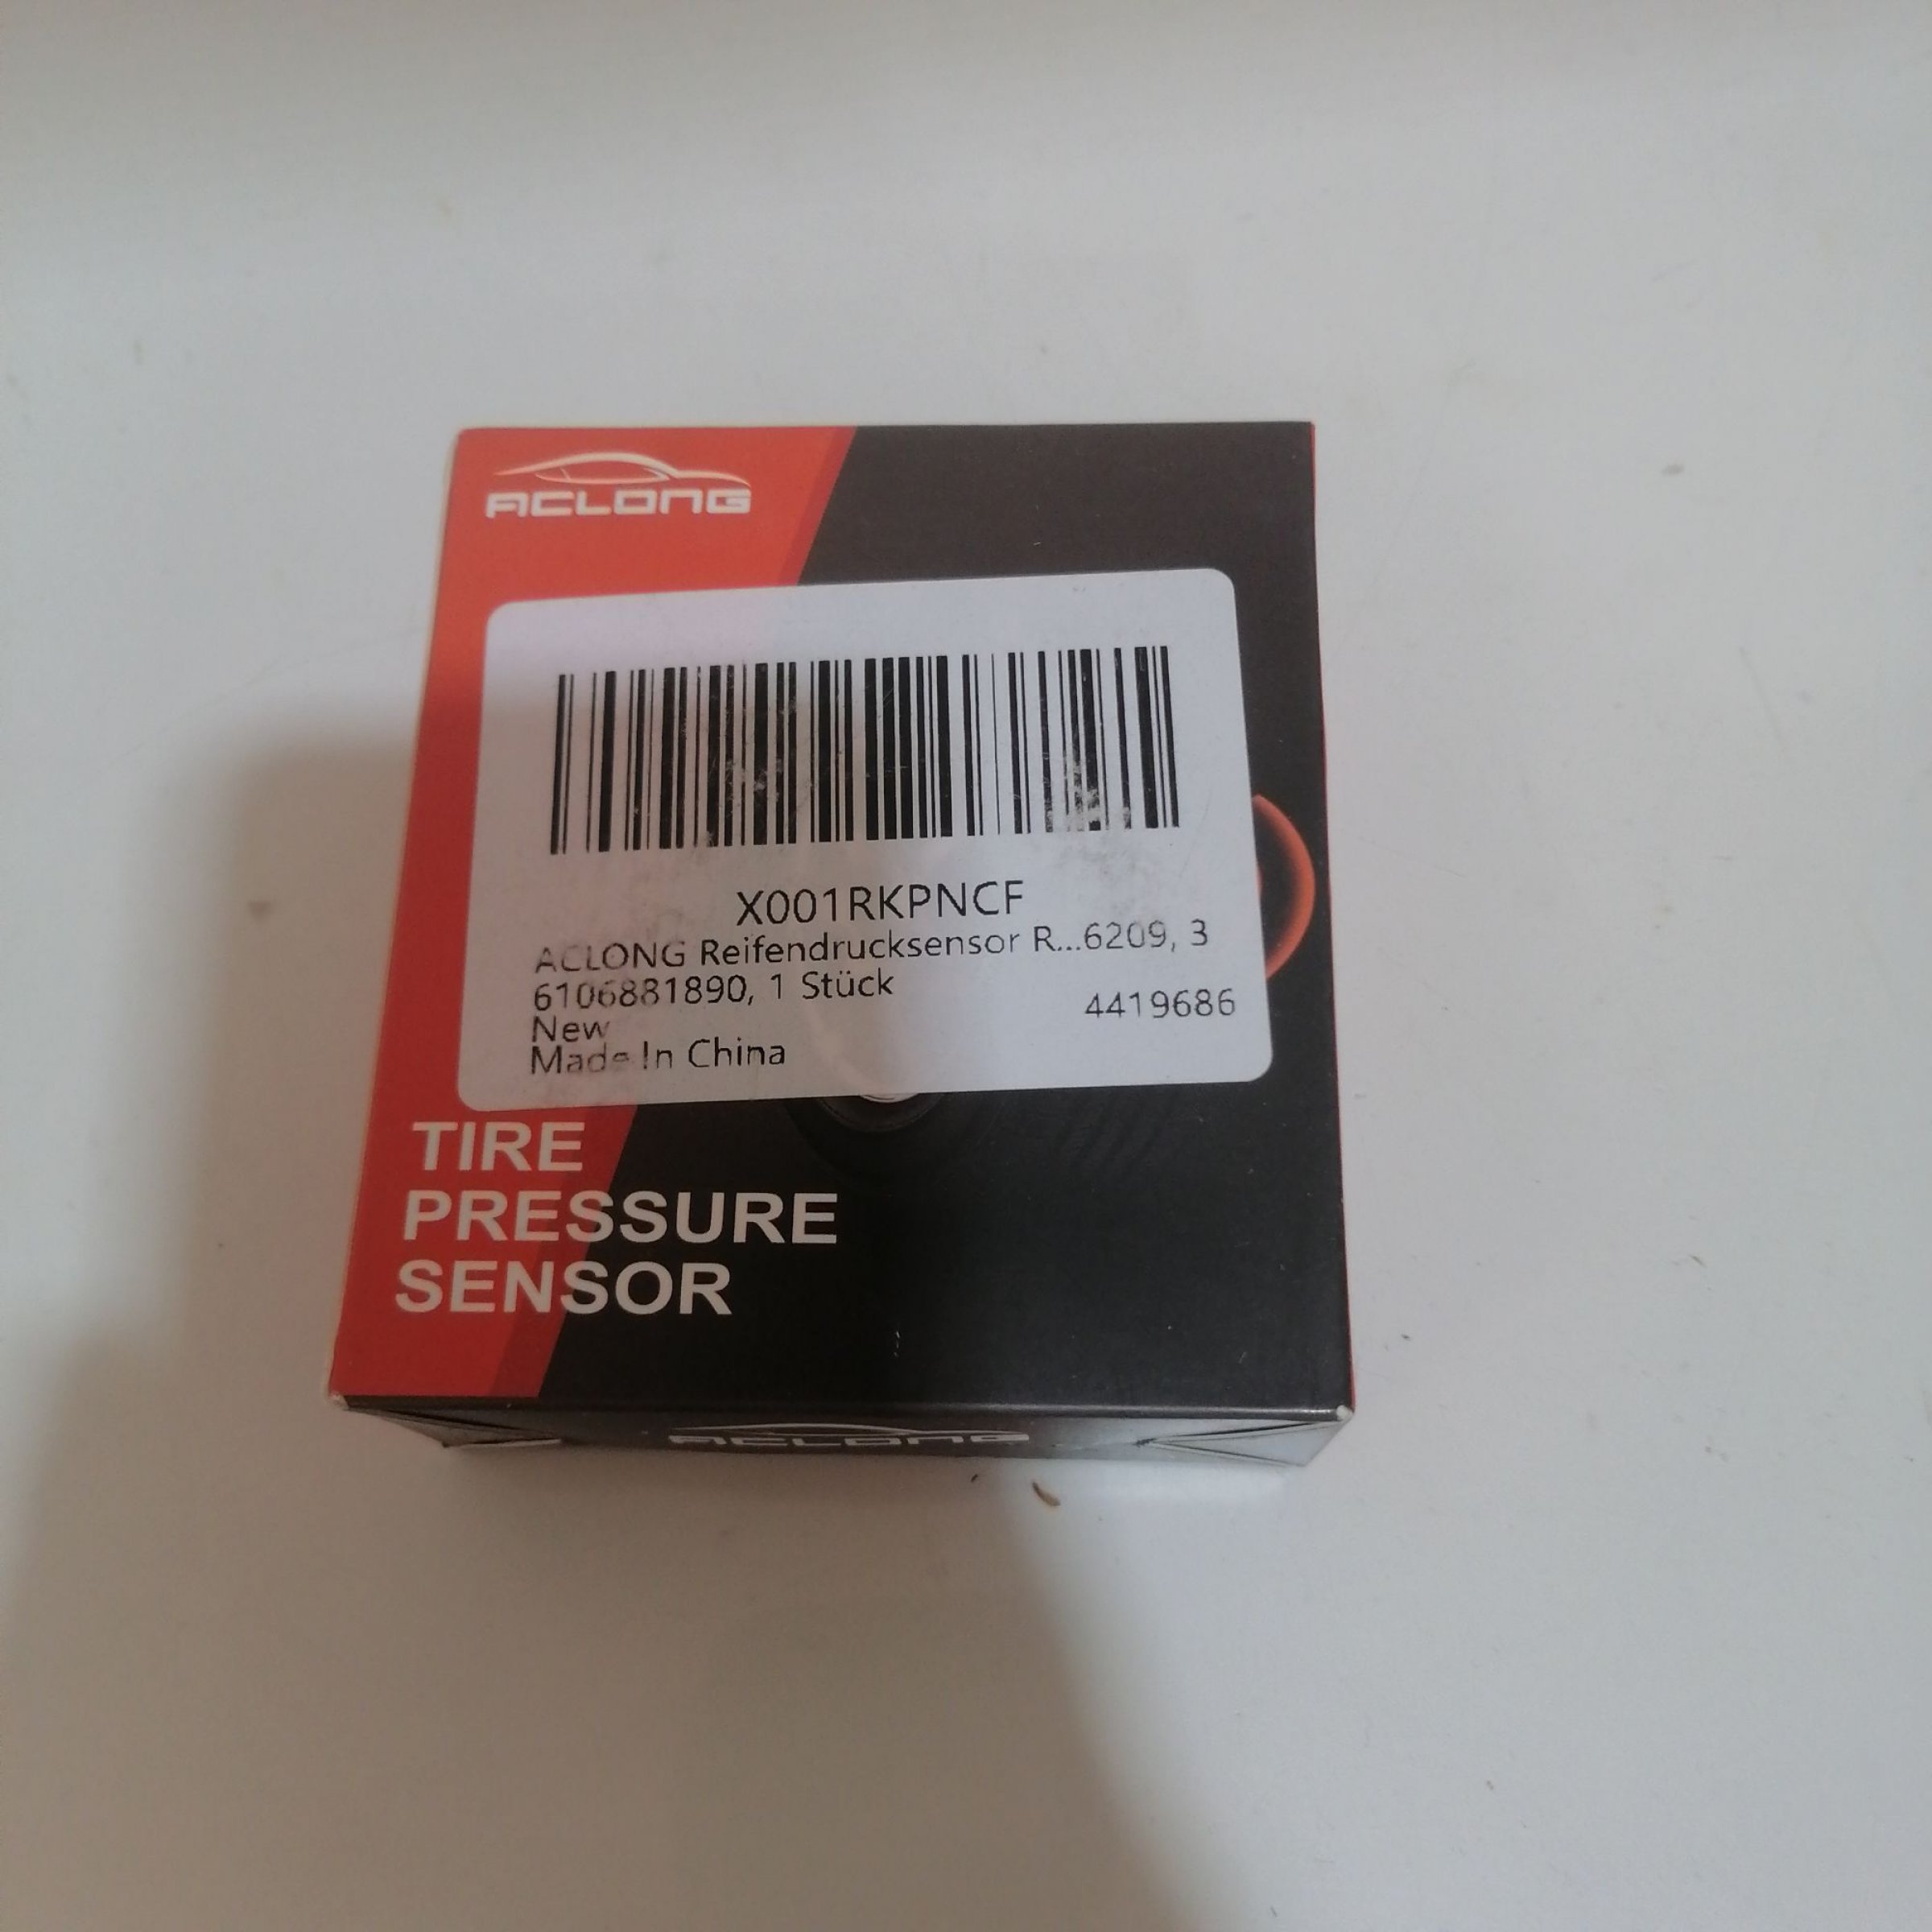 ACLONG
X001RKPNCF
ACLONG Reifendrucksensor R...6209, 3
6106881890, 1 Stück
4419686
New
Made In China
TIRE
PRESSURE
SENSOR
ACLONG